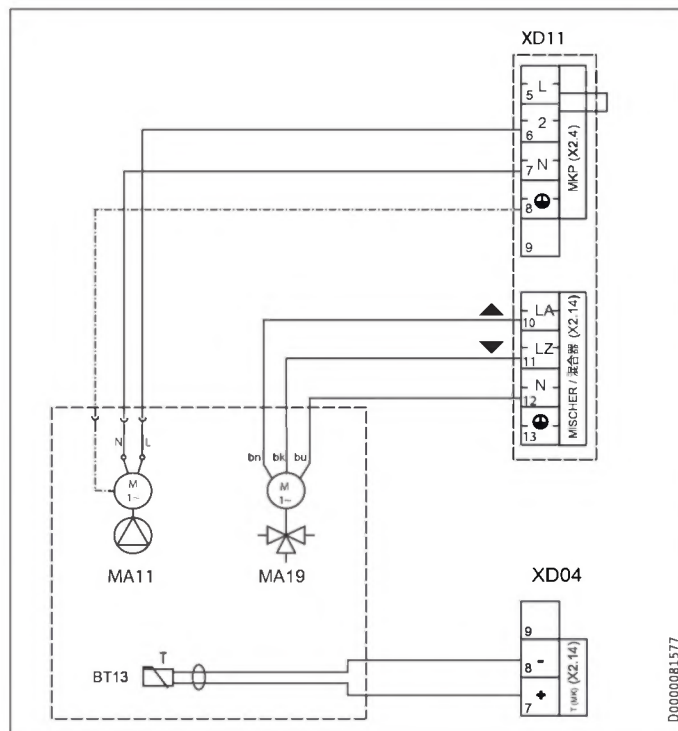 XD11
5 L
6 2
7 N
8
9
MKP (X2.4)
10 LA
11 LZ
12 N
13
MISCHER / 混合器 (X2.14)
N L
bn bk bu
M
1~
M
1~
MA11
MA19
XD04
9
8 -
7 +
T (MK) (X2.14)
T
BT13
D0000081577